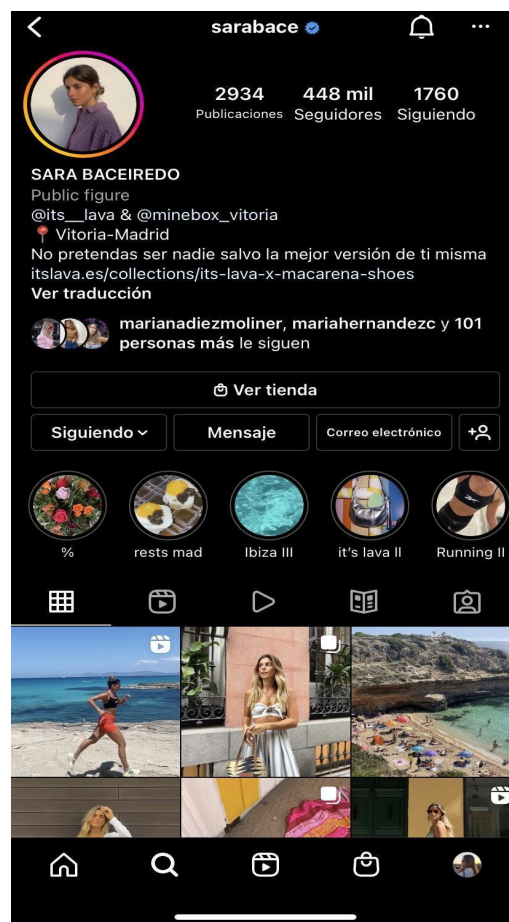 sarabace
2934 448 mil 1760
Publicaciones Seguidores Siguiendo
SARA BACEIREDO
Public figure
@its__lava & @minebox_vitoria
Vitoria-Madrid
No pretendas ser nadie salvo la mejor versión de ti misma
itslava.es/collections/its-lava-x-macarena-shoes
Ver traducción
marianadiezmoliner, mariahernandezc y 101
personas más le siguen
Ver tienda
Siguiendo Mensaje Correo electrónico
% rests mad Ibiza III it's lava ll Running II